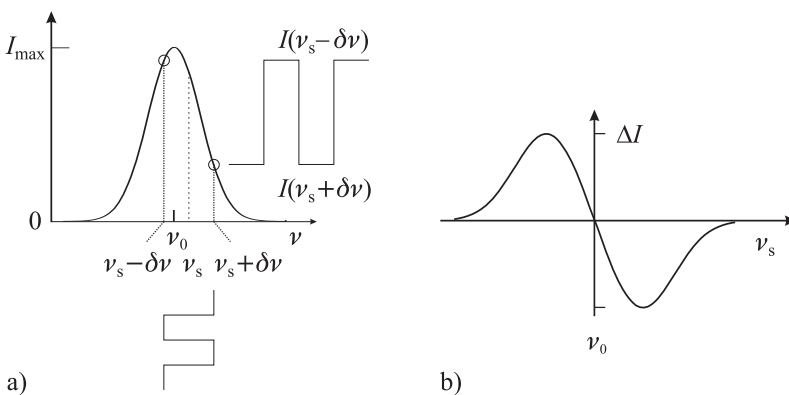 I_max
I(ν_s−δν)
I(ν_s+δν)
0
ν_0
ν
ν_s−δν ν_s ν_s+δν
a)
ΔI
ν_s
ν_0
b)